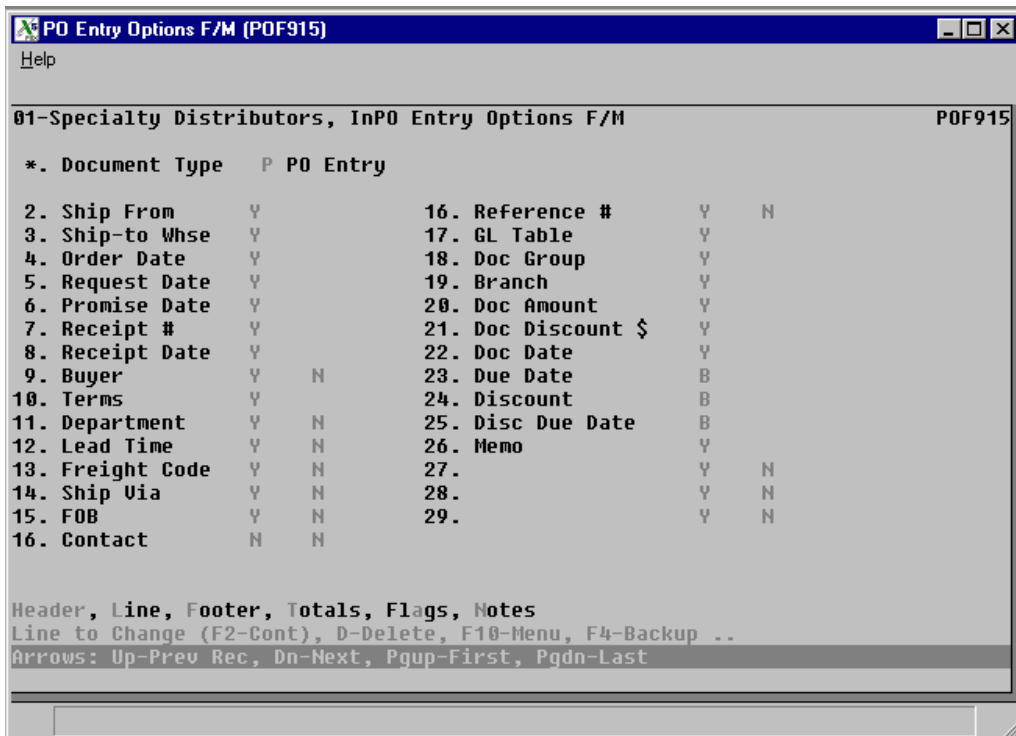 PO Entry Options F/M (POF915)
Help
01-Specialty Distributors, InPO Entry Options F/M POF915
*. Document Type P PO Entry
2. Ship From Y 16. Reference # Y N
3. Ship-to Whse Y 17. GL Table Y
4. Order Date Y 18. Doc Group Y
5. Request Date Y 19. Branch Y
6. Promise Date Y 20. Doc Amount Y
7. Receipt # Y 21. Doc Discount $ Y
8. Receipt Date Y 22. Doc Date Y
9. Buyer Y N 23. Due Date B
10. Terms Y 24. Discount B
11. Department Y N 25. Disc Due Date B
12. Lead Time Y N 26. Memo Y
13. Freight Code Y N 27. Y N
14. Ship Via Y N 28. Y N
15. FOB Y N 29. Y N
16. Contact N N
Header, Line, Footer, Totals, Flags, Notes
Line to Change (F2-Cont), D-Delete, F10-Menu, F4-Backup ..
Arrows: Up-Prev Rec, Dn-Next, Pgup-First, Pgdn-Last